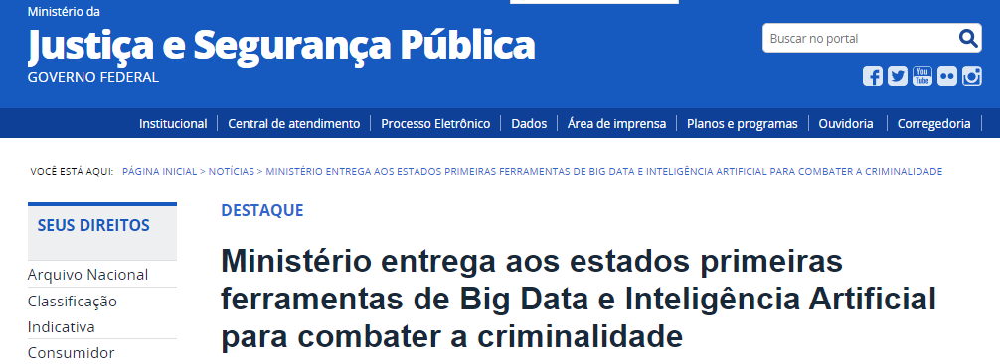 Ministério da
Justiça e Segurança Pública
GOVERNO FEDERAL
Buscar no portal
You
Tube
Institucional
Central de atendimento
Processo Eletrônico
Dados
Área de imprensa
Planos e programas
Ouvidoria
Corregedoria
VOCÊ ESTÁ AQUI: PÁGINA INICIAL > NOTÍCIAS > MINISTÉRIO ENTREGA AOS ESTADOS PRIMEIRAS FERRAMENTAS DE BIG DATA E INTELIGÊNCIA ARTIFICIAL PARA COMBATER A CRIMINALIDADE
SEUS DIREITOS
Arquivo Nacional
Classificação
Indicativa
Consumidor
DESTAQUE
Ministério entrega aos estados primeiras
ferramentas de Big Data e Inteligência Artificial
para combater a criminalidade